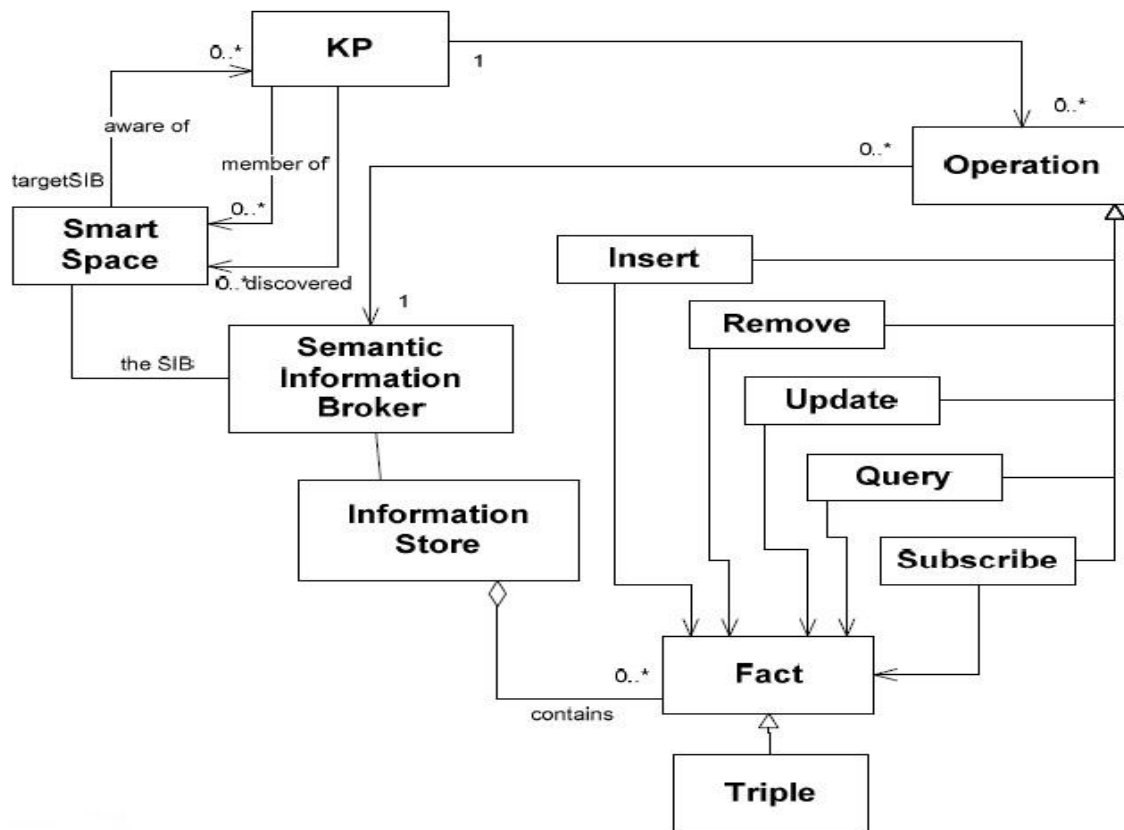 KP
0..*
1
aware of
0..*
member of
0..*
Operation
targetSIB
0..*
Smart
Space
Insert
0..*
discovered
1
Remove
Semantic
Information
Broker
the SIB
Update
Query
Information
Store
Subscribe
0..*
Fact
contains
Triple